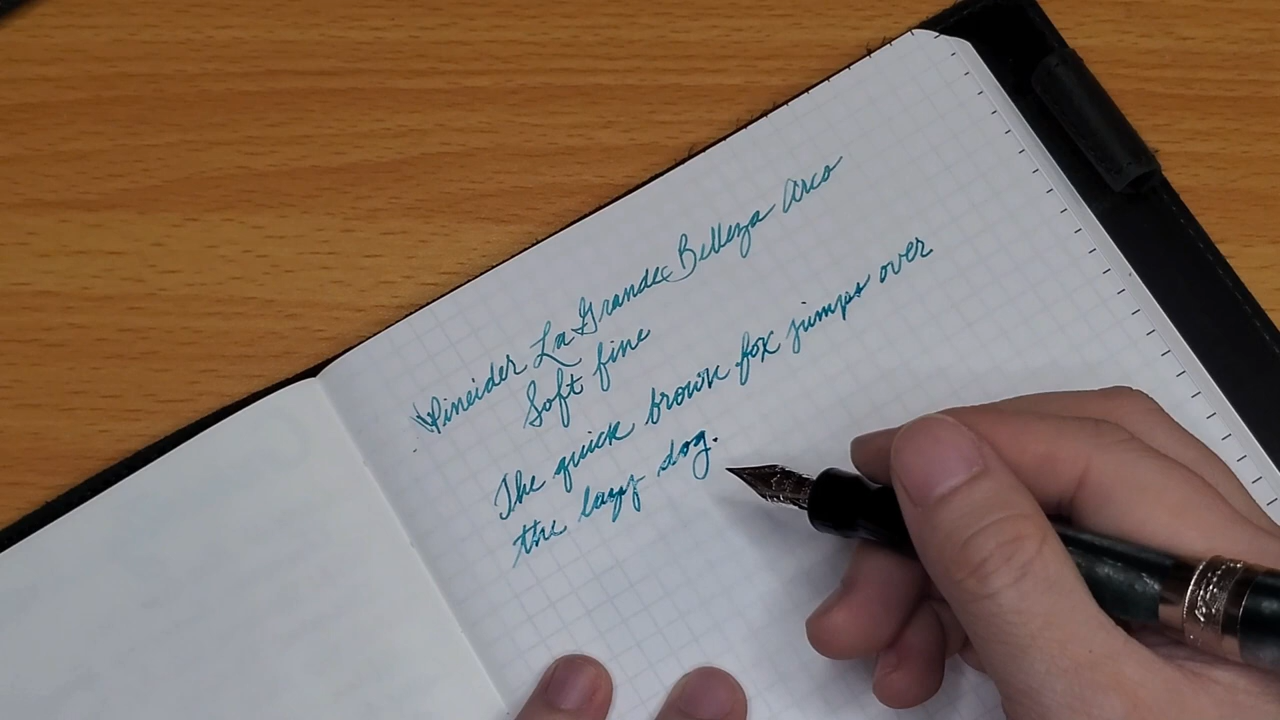 Pineider La Grande Bellezza Arco
Soft fine
The quick brown fox jumps over
the lazy dog.